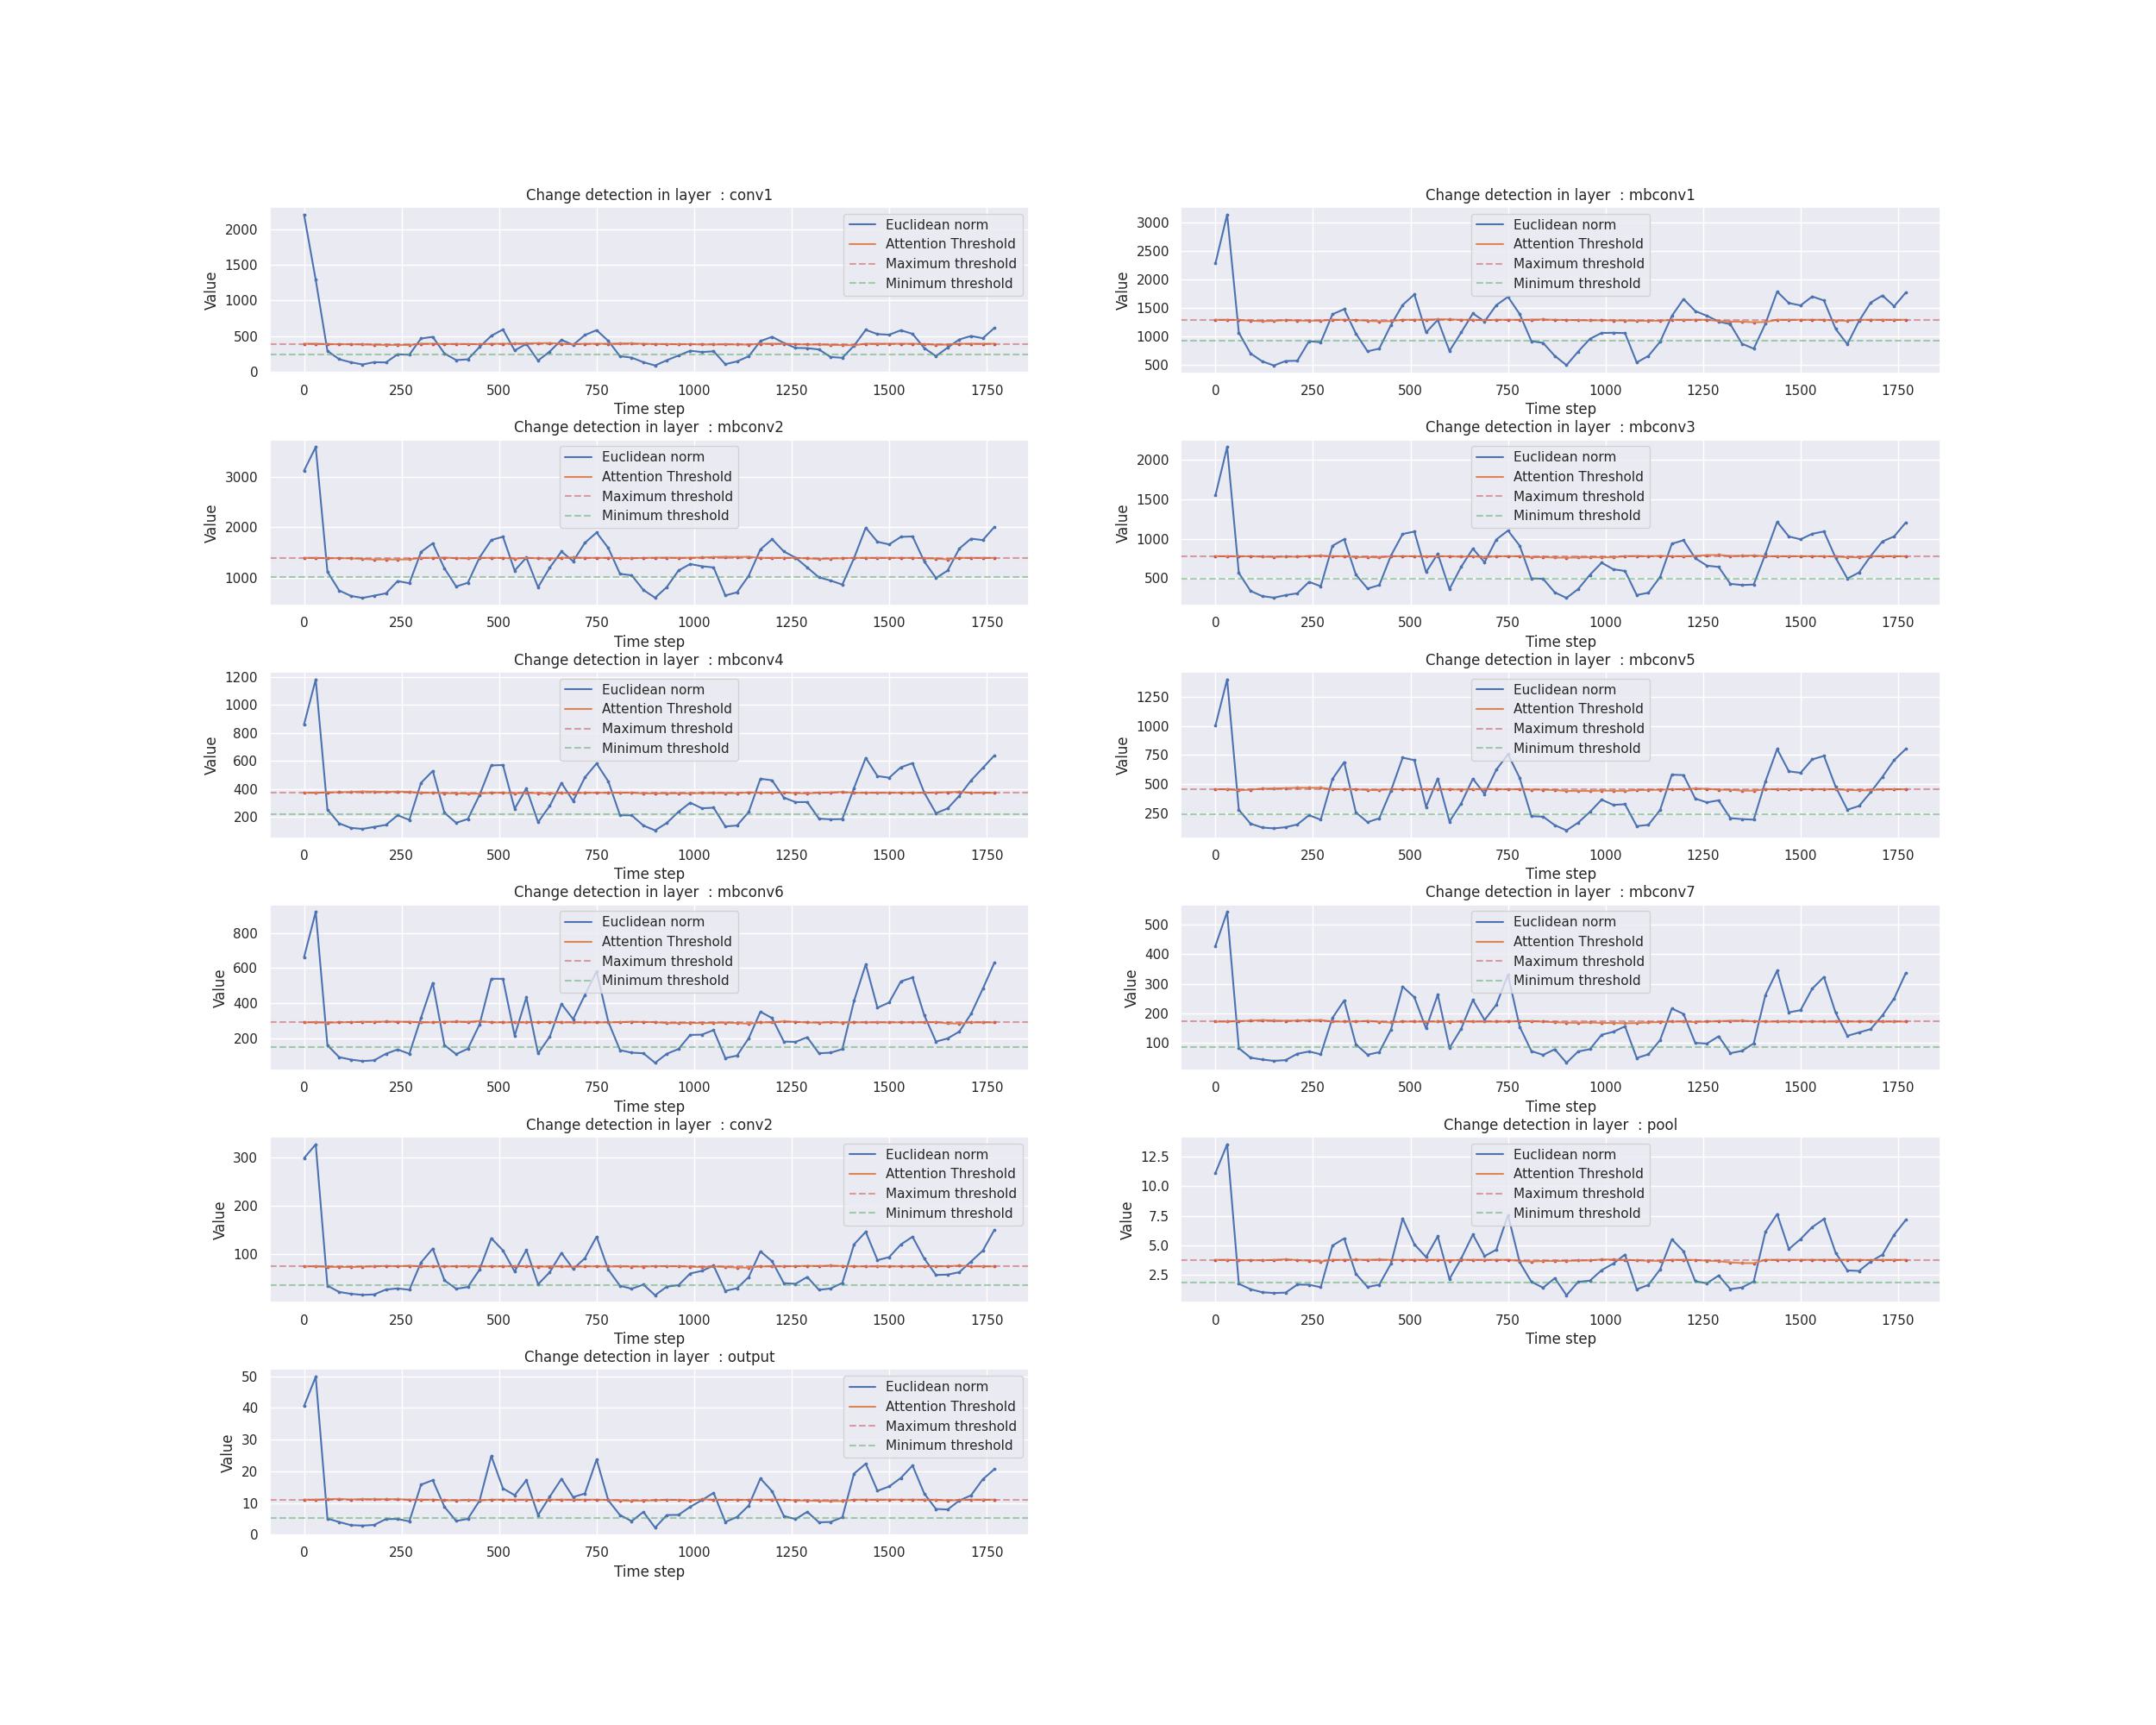 Change detection in layer  : conv1
Value
2000
1500
1000
500
0
Euclidean norm
Attention Threshold
Maximum threshold
Minimum threshold
0 250 500 750 1000 1250 1500 1750
Time step
Change detection in layer  : mbconv1
Value
3000
2500
2000
1500
1000
500
Euclidean norm
Attention Threshold
Maximum threshold
Minimum threshold
0 250 500 750 1000 1250 1500 1750
Time step
Change detection in layer  : mbconv2
Value
3000
2000
1000
Euclidean norm
Attention Threshold
Maximum threshold
Minimum threshold
0 250 500 750 1000 1250 1500 1750
Time step
Change detection in layer  : mbconv3
Value
2000
1500
1000
500
Euclidean norm
Attention Threshold
Maximum threshold
Minimum threshold
0 250 500 750 1000 1250 1500 1750
Time step
Change detection in layer  : mbconv4
Value
1200
1000
800
600
400
200
Euclidean norm
Attention Threshold
Maximum threshold
Minimum threshold
0 250 500 750 1000 1250 1500 1750
Time step
Change detection in layer  : mbconv5
Value
1250
1000
750
500
250
Euclidean norm
Attention Threshold
Maximum threshold
Minimum threshold
0 250 500 750 1000 1250 1500 1750
Time step
Change detection in layer  : mbconv6
Value
800
600
400
200
Euclidean norm
Attention Threshold
Maximum threshold
Minimum threshold
0 250 500 750 1000 1250 1500 1750
Time step
Change detection in layer  : mbconv7
Value
500
400
300
200
100
Euclidean norm
Attention Threshold
Maximum threshold
Minimum threshold
0 250 500 750 1000 1250 1500 1750
Time step
Change detection in layer  : conv2
Value
300
200
100
Euclidean norm
Attention Threshold
Maximum threshold
Minimum threshold
0 250 500 750 1000 1250 1500 1750
Time step
Change detection in layer  : pool
Value
12.5
10.0
7.5
5.0
2.5
Euclidean norm
Attention Threshold
Maximum threshold
Minimum threshold
0 250 500 750 1000 1250 1500 1750
Time step
Change detection in layer  : output
Value
50
40
30
20
10
0
Euclidean norm
Attention Threshold
Maximum threshold
Minimum threshold
0 250 500 750 1000 1250 1500 1750
Time step